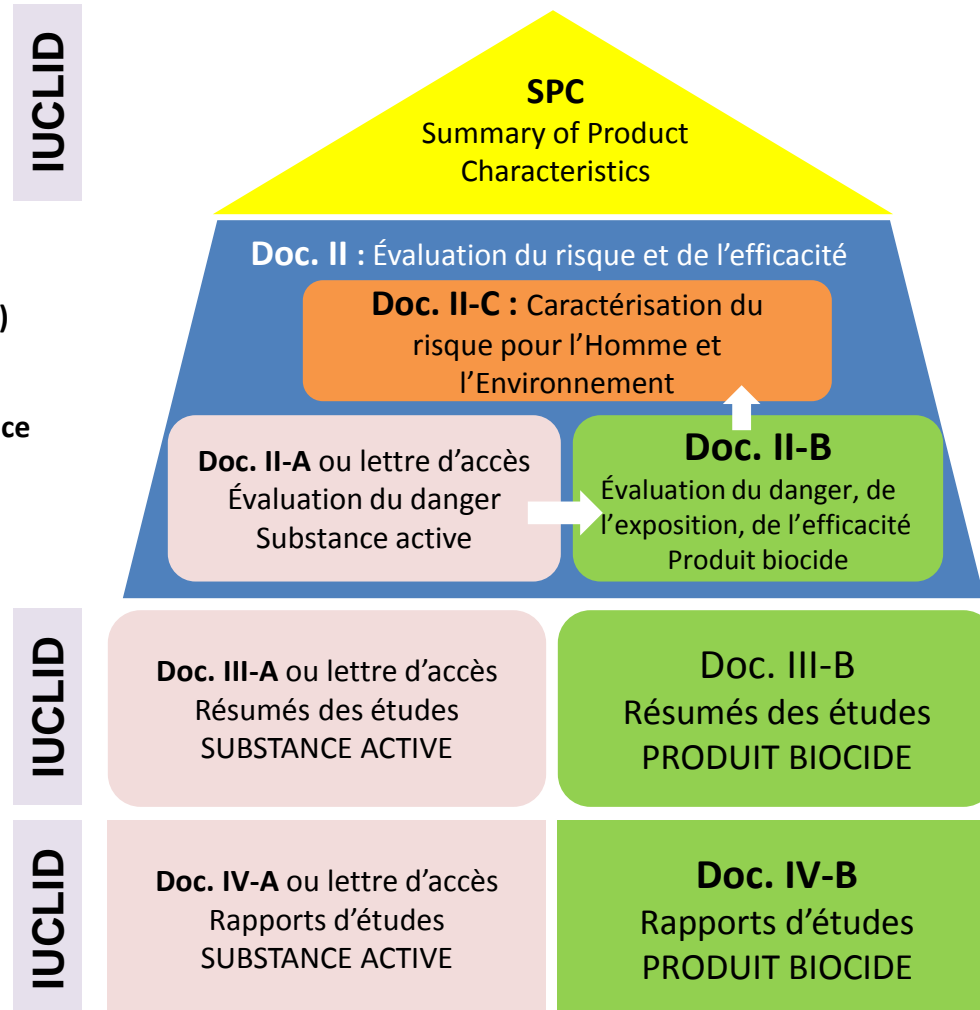 IUCLID
SPC
Summary of Product
Characteristics
Doc. II : Évaluation du risque et de l’efficacité
)
Doc. II-C : Caractérisation du
risque pour l’Homme et
l’Environnement
ce
Doc. II-A ou lettre d’accès
Évaluation du danger
Substance active
Doc. II-B
Évaluation du danger, de
l’exposition, de l’efficacité
Produit biocide
IUCLID
Doc. III-A ou lettre d’accès
Résumés des études
SUBSTANCE ACTIVE
Doc. III-B
Résumés des études
PRODUIT BIOCIDE
IUCLID
Doc. IV-A ou lettre d’accès
Rapports d’études
SUBSTANCE ACTIVE
Doc. IV-B
Rapports d’études
PRODUIT BIOCIDE